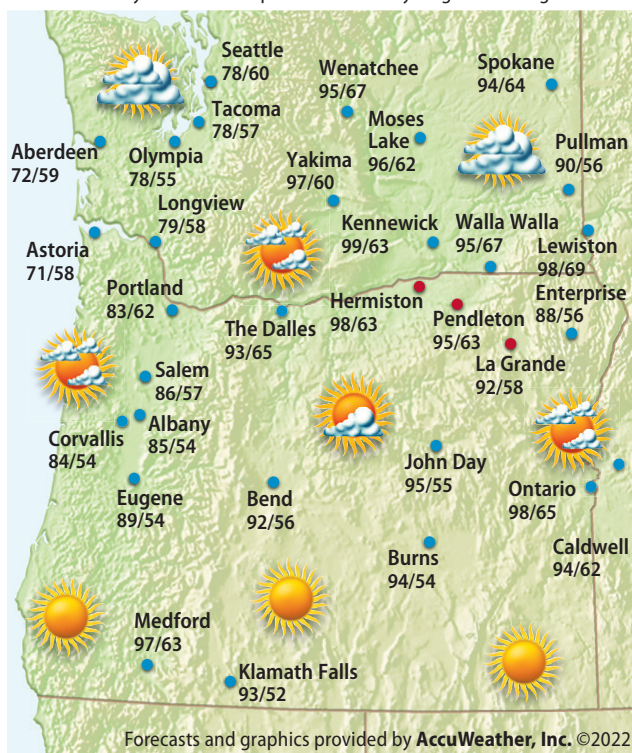 Seattle
78/60
Wenatchee
95/67
Spokane
94/64
Tacoma
78/57
Moses
Lake
96/62
Aberdeen
72/59
Olympia
78/55
Pullman
90/56
Yakima
97/60
Longview
79/58
Kennewick
99/63
Walla Walla
95/67
Lewiston
98/69
Astoria
71/58
Portland
83/62
The Dalles
93/65
Hermiston
98/63
Pendleton
95/63
Enterprise
88/56
La Grande
92/58
Salem
86/57
Albany
85/54
Corvallis
84/54
John Day
95/55
Ontario
98/65
Eugene
89/54
Bend
92/56
Burns
94/54
Caldwell
94/62
Medford
97/63
Klamath Falls
93/52
Forecasts and graphics provided by AccuWeather, Inc. ©2022